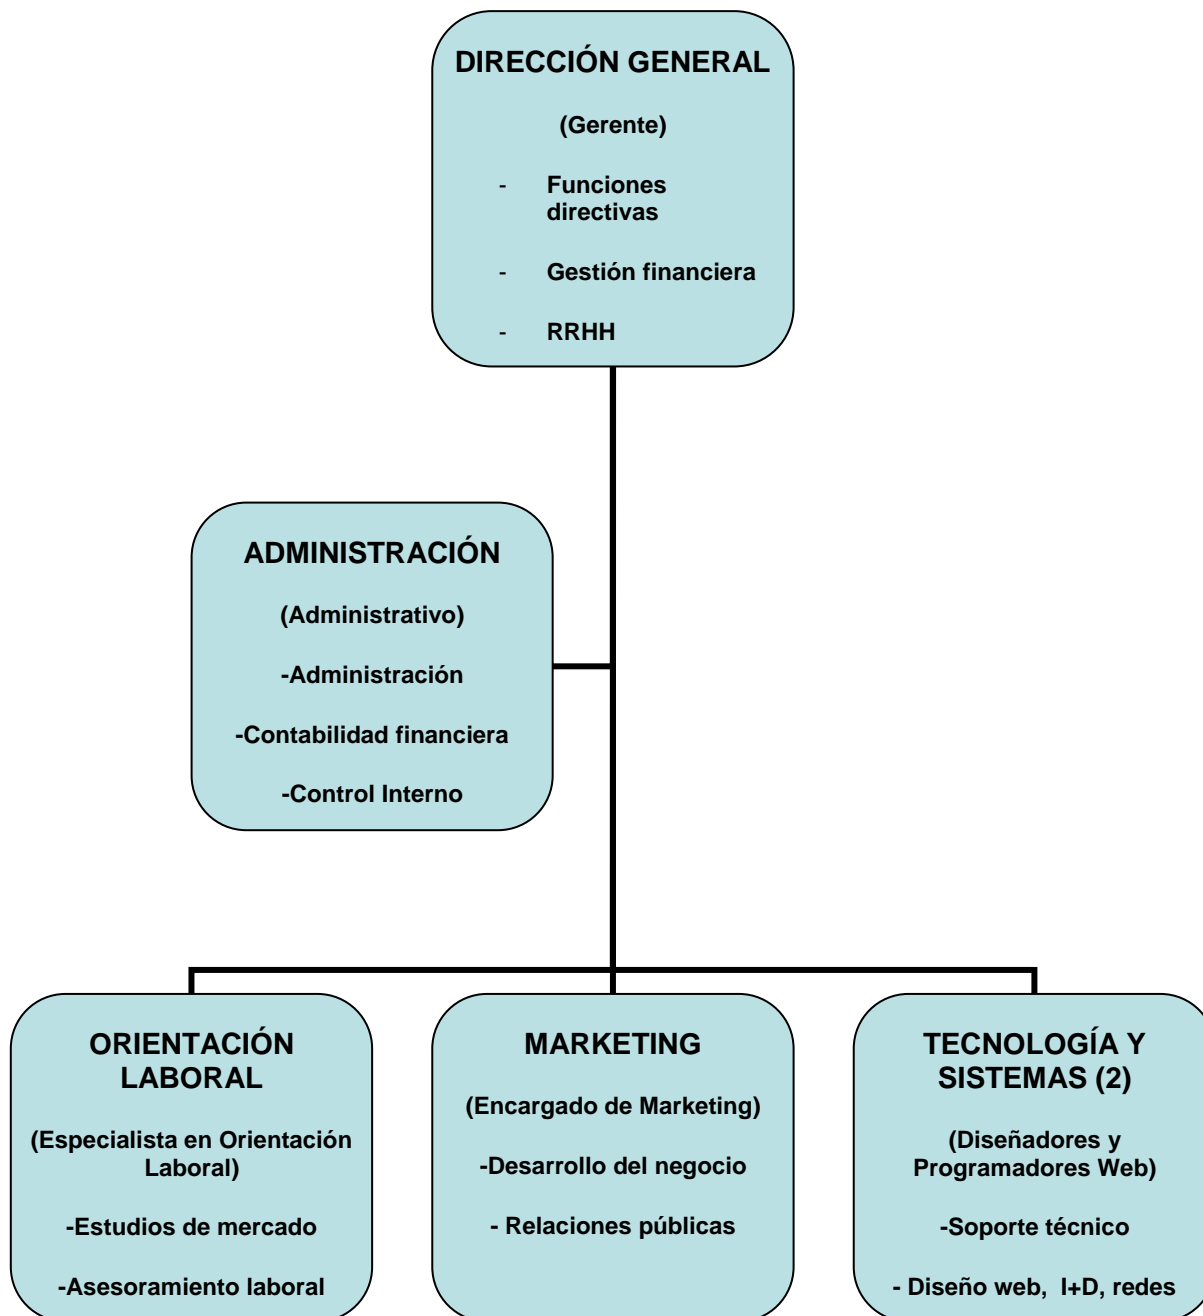 DIRECCIÓN GENERAL
(Gerente)
- Funciones
directivas
- Gestión financiera
- RRHH
ADMINISTRACIÓN
(Administrativo)
-Administración
-Contabilidad financiera
-Control Interno
ORIENTACIÓN
LABORAL
(Especialista en Orientación
Laboral)
-Estudios de mercado
-Asesoramiento laboral
MARKETING
(Encargado de Marketing)
-Desarrollo del negocio
- Relaciones públicas
TECNOLOGÍA Y
SISTEMAS (2)
(Diseñadores y
Programadores Web)
-Soporte técnico
- Diseño web, I+D, redes